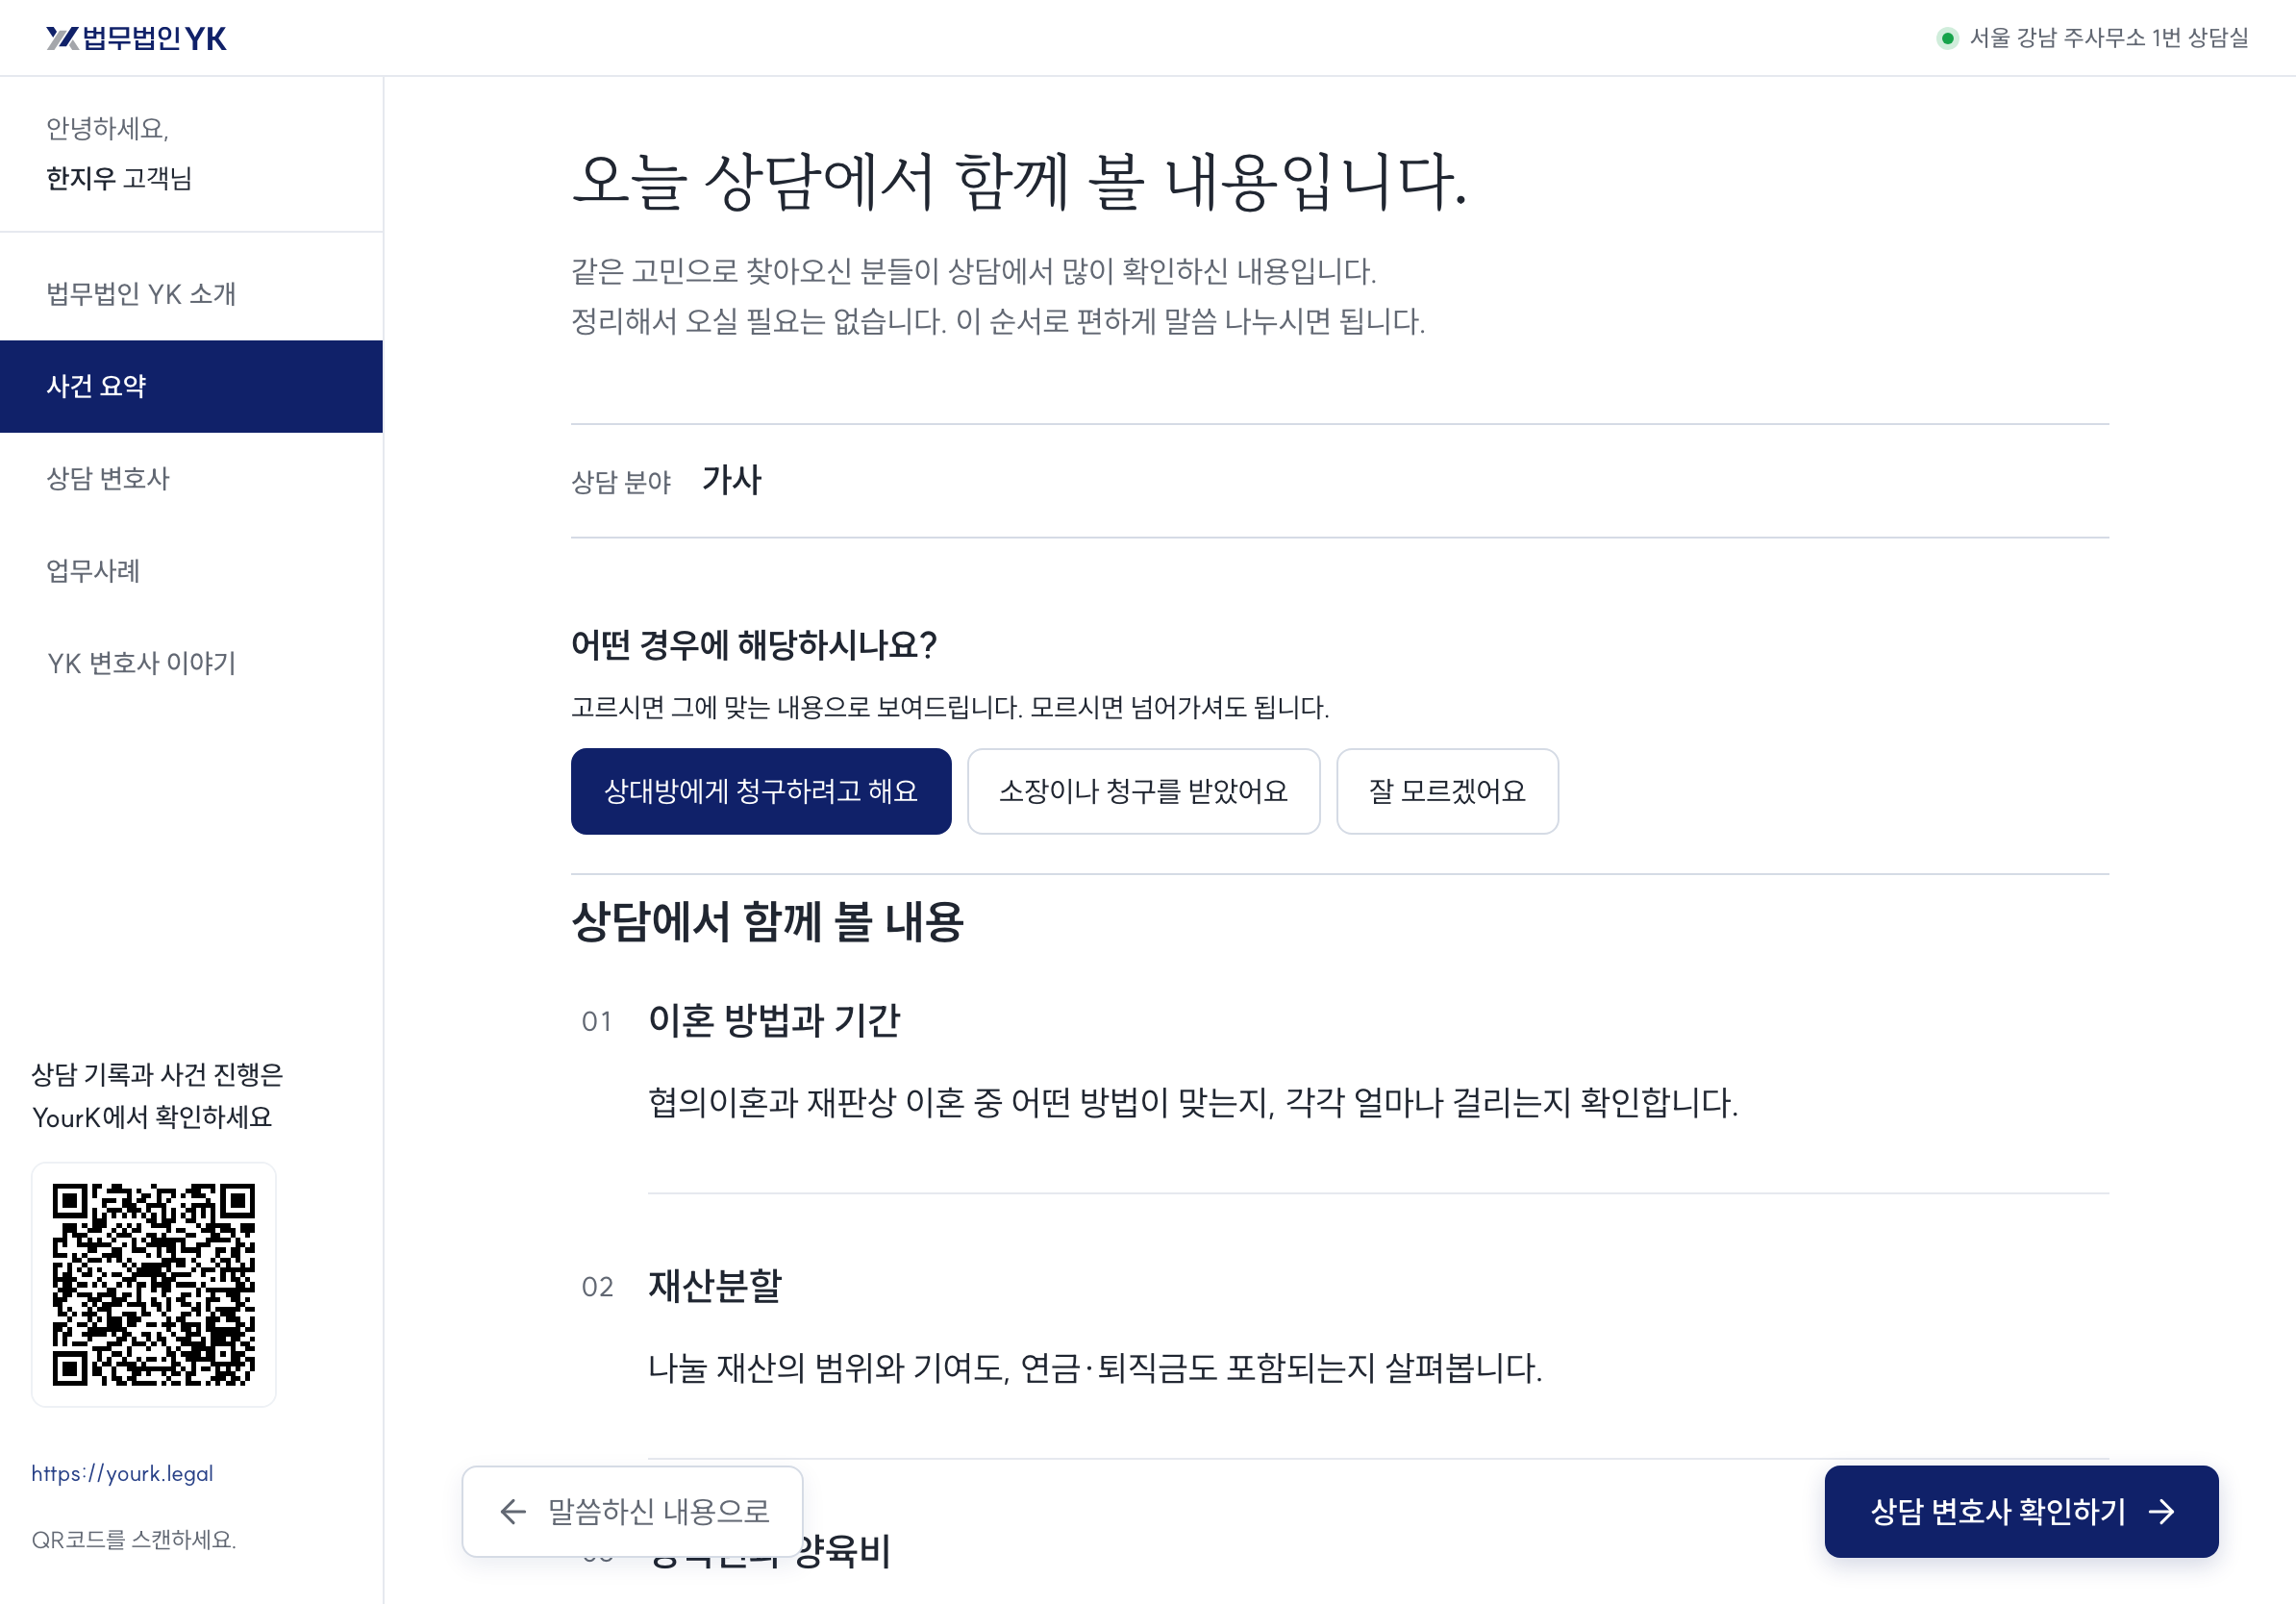 법무법인 YK
서울 강남 주사무소 1번 상담실
안녕하세요,
한지우 고객님
법무법인 YK 소개
사건 요약
상담 변호사
업무사례
YK 변호사 이야기
상담 기록과 사건 진행은
YourK에서 확인하세요
https://yourk.legal
QR코드를 스캔하세요.
오늘 상담에서 함께 볼 내용입니다.
같은 고민으로 찾아오신 분들이 상담에서 많이 확인하신 내용입니다.
정리해서 오실 필요는 없습니다. 이 순서로 편하게 말씀 나누시면 됩니다.
상담 분야 가사
어떤 경우에 해당하시나요?
고르시면 그에 맞는 내용으로 보여드립니다. 모르시면 넘어가셔도 됩니다.
상대방에게 청구하려고 해요
소장이나 청구를 받았어요
잘 모르겠어요
상담에서 함께 볼 내용
01 이혼 방법과 기간
협의이혼과 재판상 이혼 중 어떤 방법이 맞는지, 각각 얼마나 걸리는지 확인합니다.
02 재산분할
나눌 재산의 범위와 기여도, 연금·퇴직금도 포함되는지 살펴봅니다.
양육비
말씀하신 내용으로
상담 변호사 확인하기